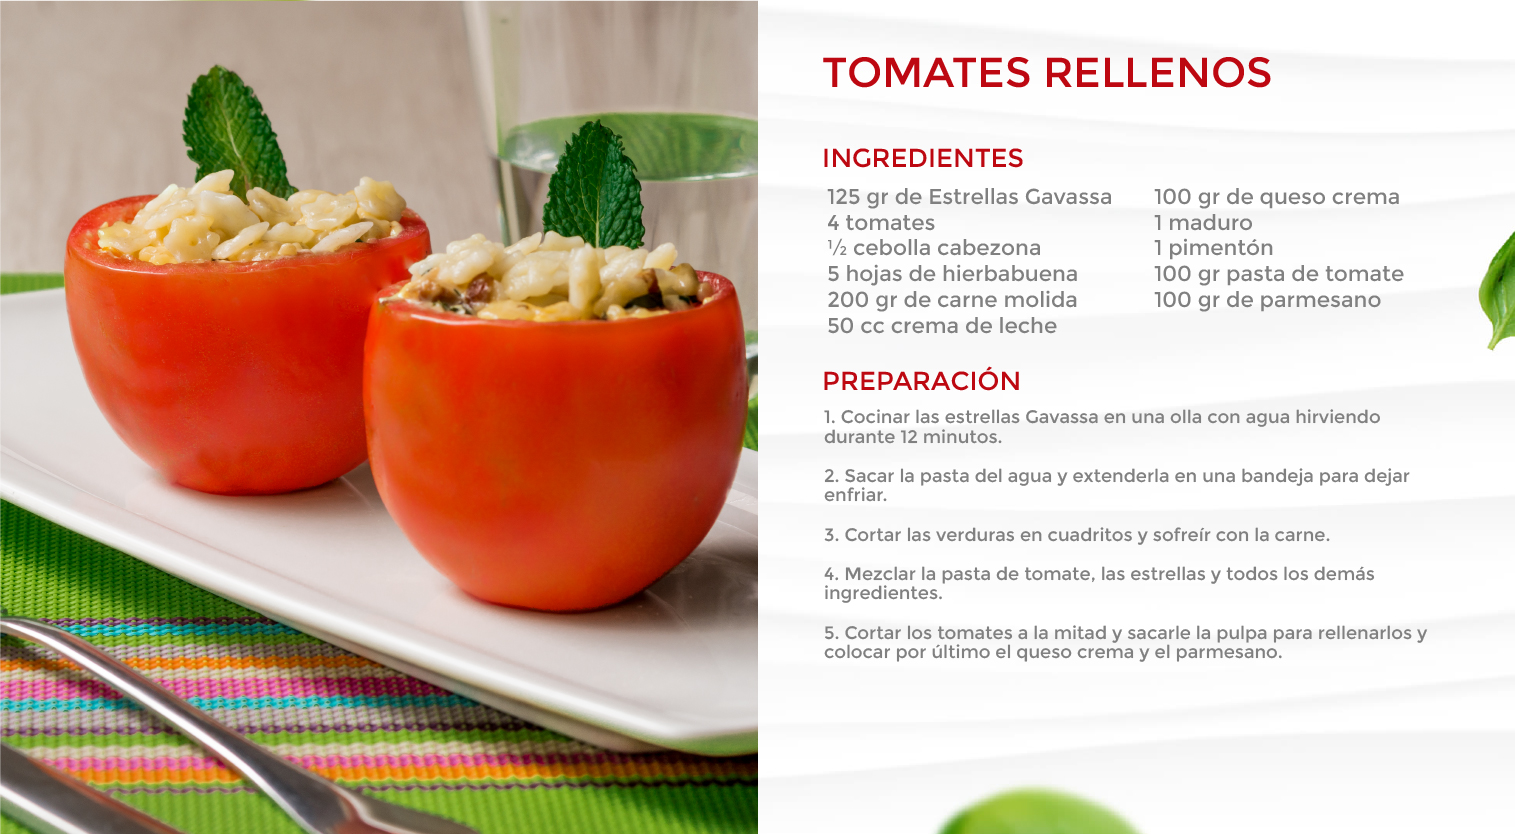 TOMATES RELLENOS
INGREDIENTES
125 gr de Estrellas Gavassa
4 tomates
½ cebolla cabezona
5 hojas de hierbabuena
200 gr de carne molida
50 cc crema de leche
100 gr de queso crema
1 maduro
1 pimentón
100 gr pasta de tomate
100 gr de parmesano
PREPARACIÓN
1. Cocinar las estrellas Gavassa en una olla con agua hirviendo
durante 12 minutos.
2. Sacar la pasta del agua y extenderla en una bandeja para dejar
enfriar.
3. Cortar las verduras en cuadritos y sofreír con la carne.
4. Mezclar la pasta de tomate, las estrellas y todos los demás
ingredientes.
5. Cortar los tomates a la mitad y sacarle la pulpa para rellenarlos y
colocar por último el queso crema y el parmesano.